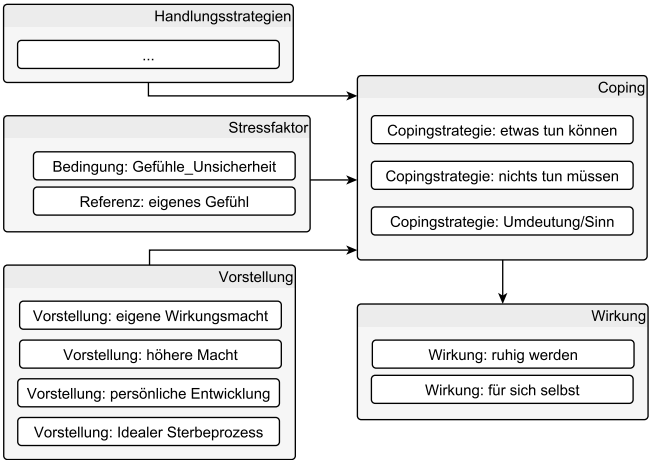 Handlungsstrategien
...
Stressfaktor
Bedingung: Gefühle_Unsicherheit
Referenz: eigenes Gefühl
Vorstellung
Vorstellung: eigene Wirkungsmacht
Vorstellung: höhere Macht
Vorstellung: persönliche Entwicklung
Vorstellung: Idealer Sterbeprozess
Coping
Copingstrategie: etwas tun können
Copingstrategie: nichts tun müssen
Copingstrategie: Umdeutung/Sinn
Wirkung
Wirkung: ruhig werden
Wirkung: für sich selbst